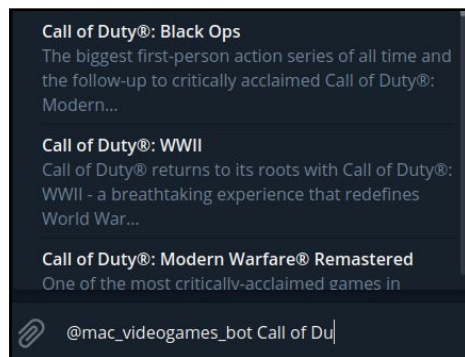 Call of Duty®: Black Ops
The biggest first-person action series of all time and
the follow-up to critically acclaimed Call of Duty®:
Modern...
Call of Duty®: WWII
Call of Duty® returns to its roots with Call of Duty®:
WWII - a breathtaking experience that redefines
World War...
Call of Duty®: Modern Warfare® Remastered
One of the most critically-acclaimed games in
@mac_videogames_bot Call of Du